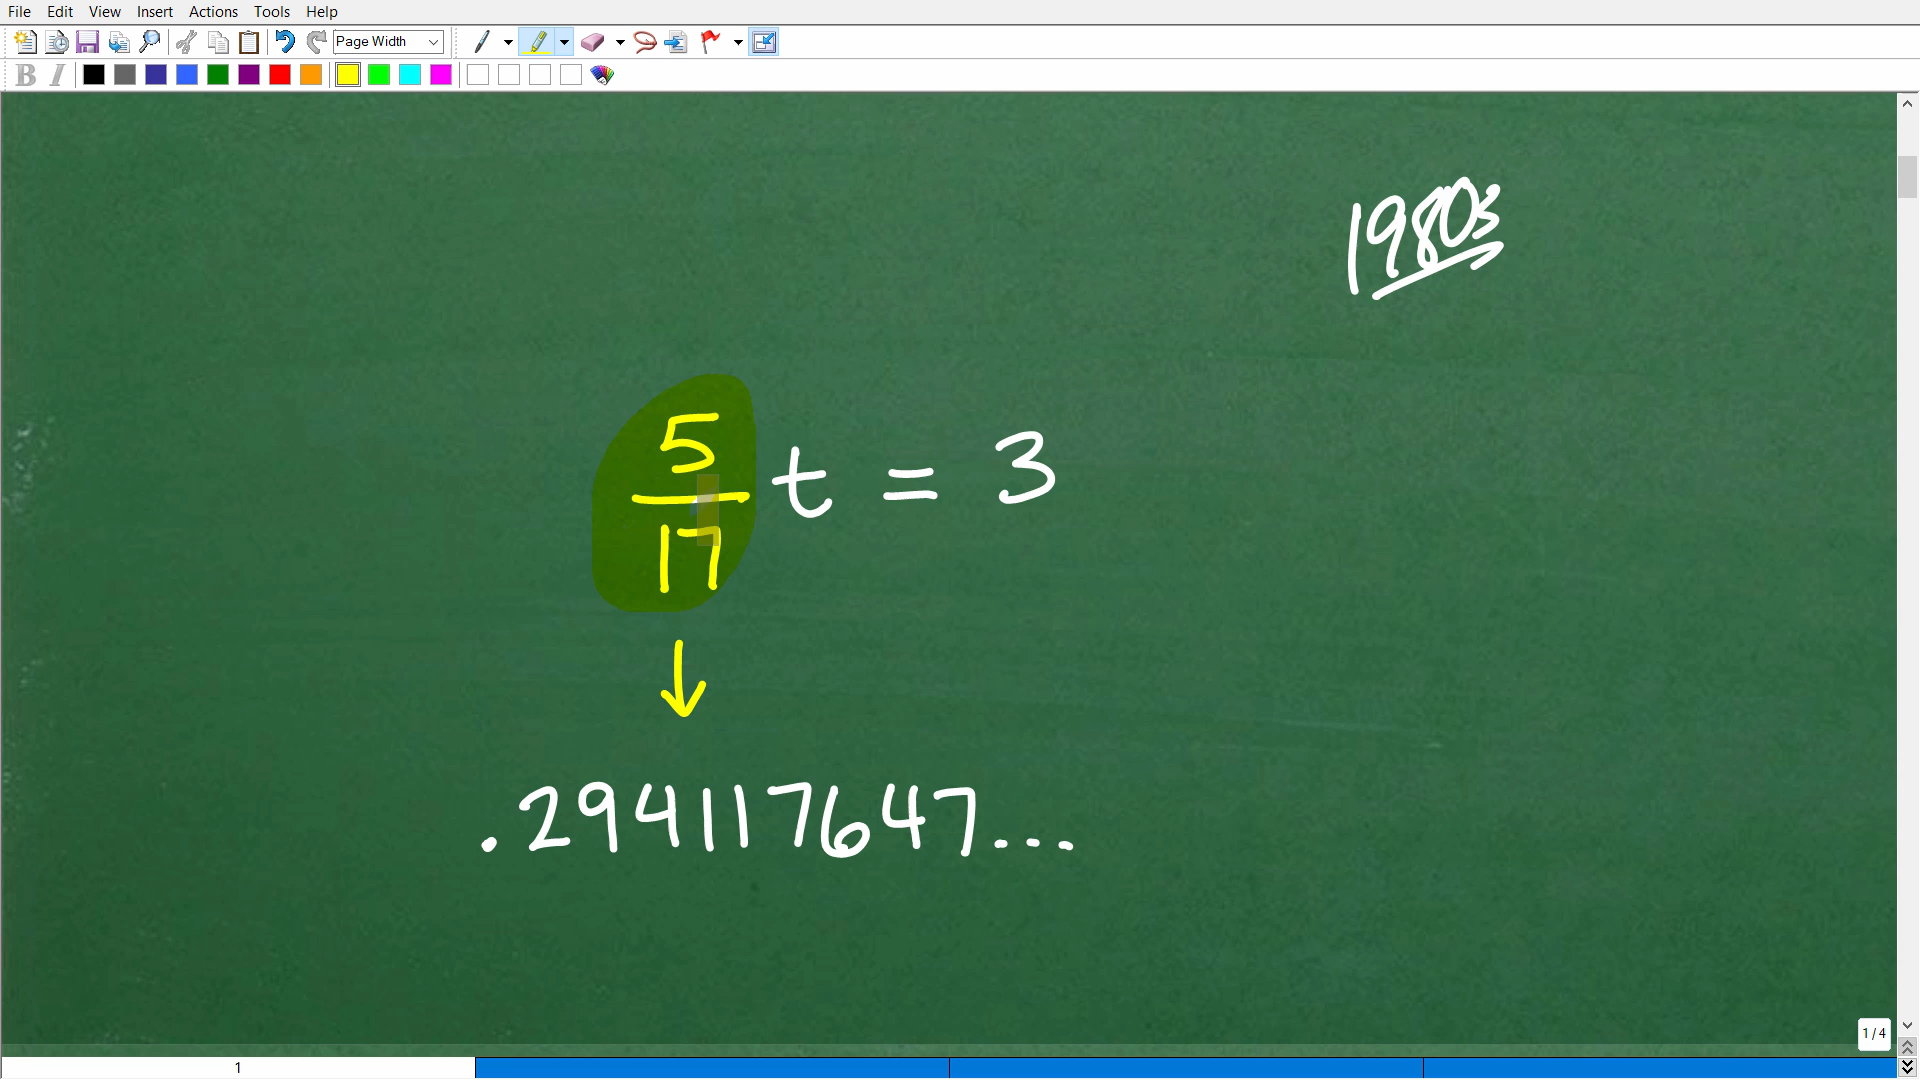 File Edit View Insert Actions Tools Help
Page Width
B I
1980s
5
17
t = 3
.294117647...
1/4
1